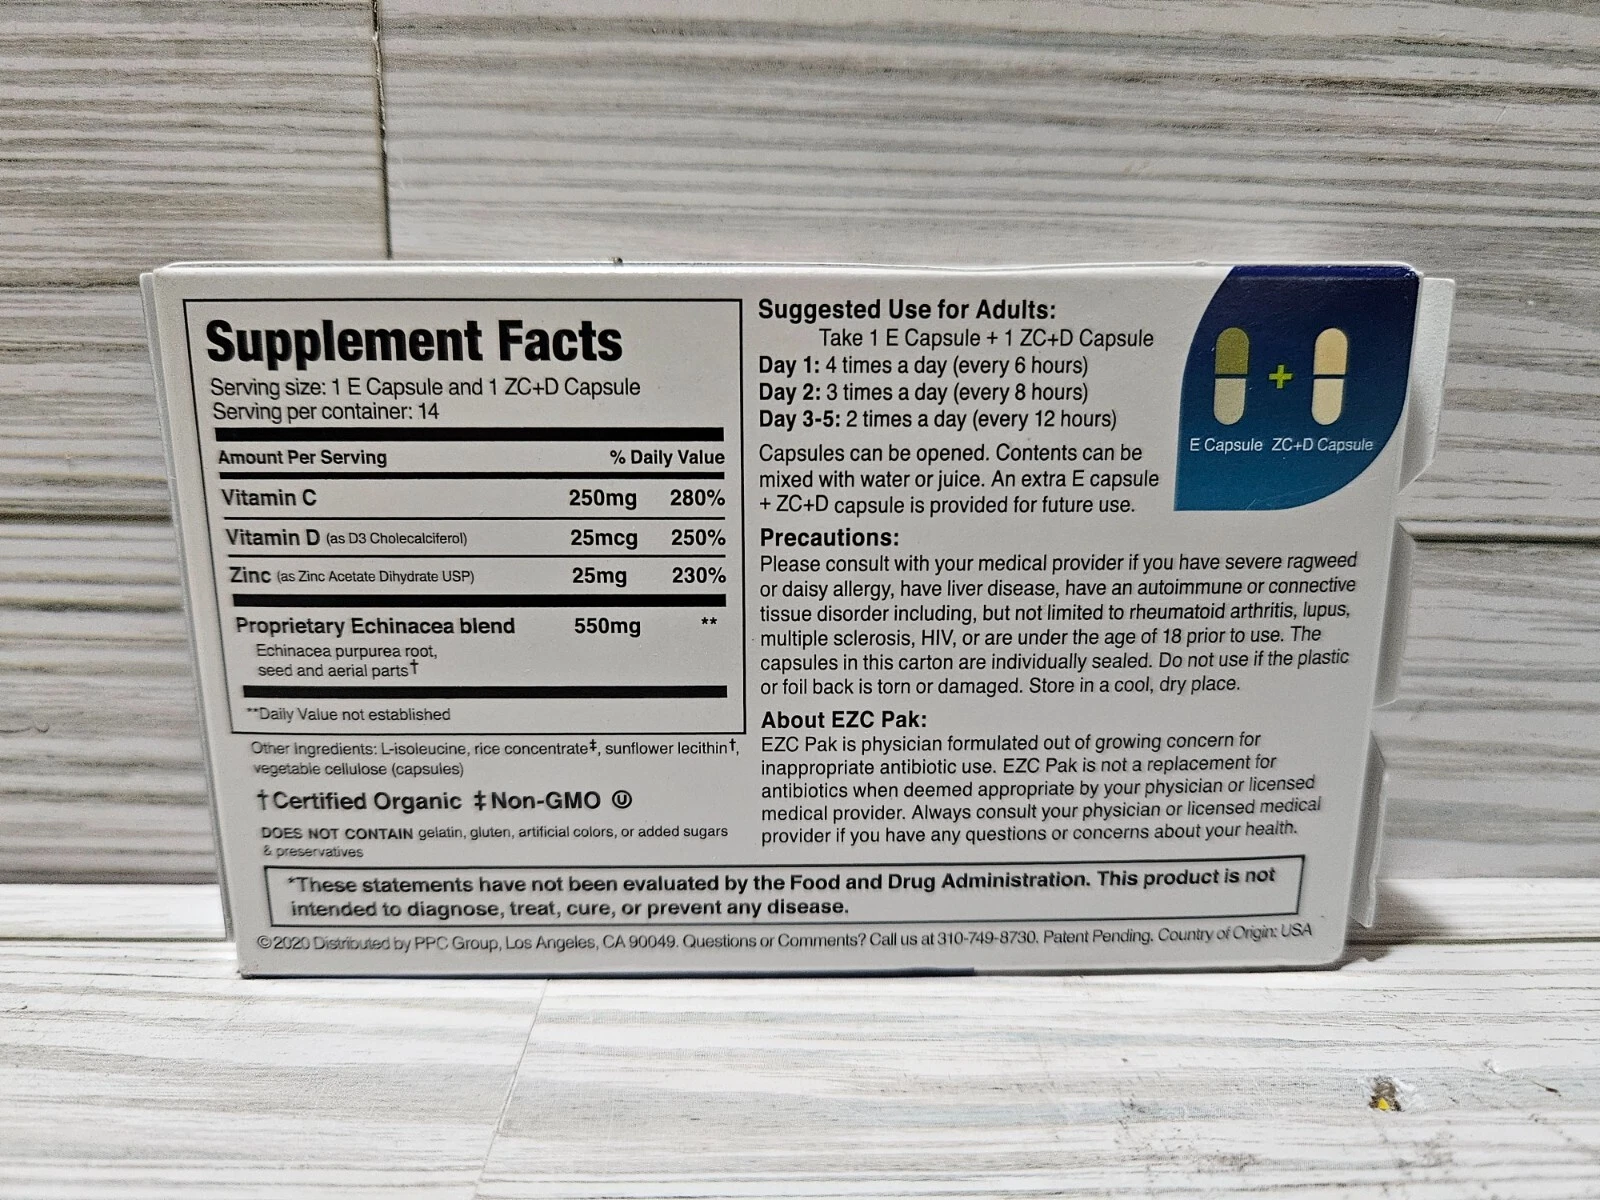 Supplement Facts
Serving size: 1 E Capsule and 1 ZC+D Capsule
Serving per container: 14
Amount Per Serving % Daily Value
Vitamin C 250mg 280%
Vitamin D (as D3 Cholecalciferol) 25mcg 250%
Zinc (as Zinc Acetate Dihydrate USP) 25mg 230%
Proprietary Echinacea blend 550mg **
Echinacea purpurea root,
seed and aerial parts†
**Daily Value not established
Other Ingredients: L-isoleucine, rice concentrate‡, sunflower lecithin†,
vegetable cellulose (capsules)
†Certified Organic ‡Non-GMO Ⓤ
DOES NOT CONTAIN gelatin, gluten, artificial colors, or added sugars
& preservatives
Suggested Use for Adults:
Take 1 E Capsule + 1 ZC+D Capsule
Day 1: 4 times a day (every 6 hours)
Day 2: 3 times a day (every 8 hours)
Day 3-5: 2 times a day (every 12 hours)
Capsules can be opened. Contents can be
mixed with water or juice. An extra E capsule
+ ZC+D capsule is provided for future use.
+
E Capsule ZC+D Capsule
Precautions:
Please consult with your medical provider if you have severe ragweed
or daisy allergy, have liver disease, have an autoimmune or connective
tissue disorder including, but not limited to rheumatoid arthritis, lupus,
multiple sclerosis, HIV, or are under the age of 18 prior to use. The
capsules in this carton are individually sealed. Do not use if the plastic
or foil back is torn or damaged. Store in a cool, dry place.
About EZC Pak:
EZC Pak is physician formulated out of growing concern for
inappropriate antibiotic use. EZC Pak is not a replacement for
antibiotics when deemed appropriate by your physician or licensed
medical provider. Always consult your physician or licensed medical
provider if you have any questions or concerns about your health.
*These statements have not been evaluated by the Food and Drug Administration. This product is not
intended to diagnose, treat, cure, or prevent any disease.
©2020 Distributed by PPC Group, Los Angeles, CA 90049. Questions or Comments? Call us at 310-749-8730. Patent Pending. Country of Origin: USA